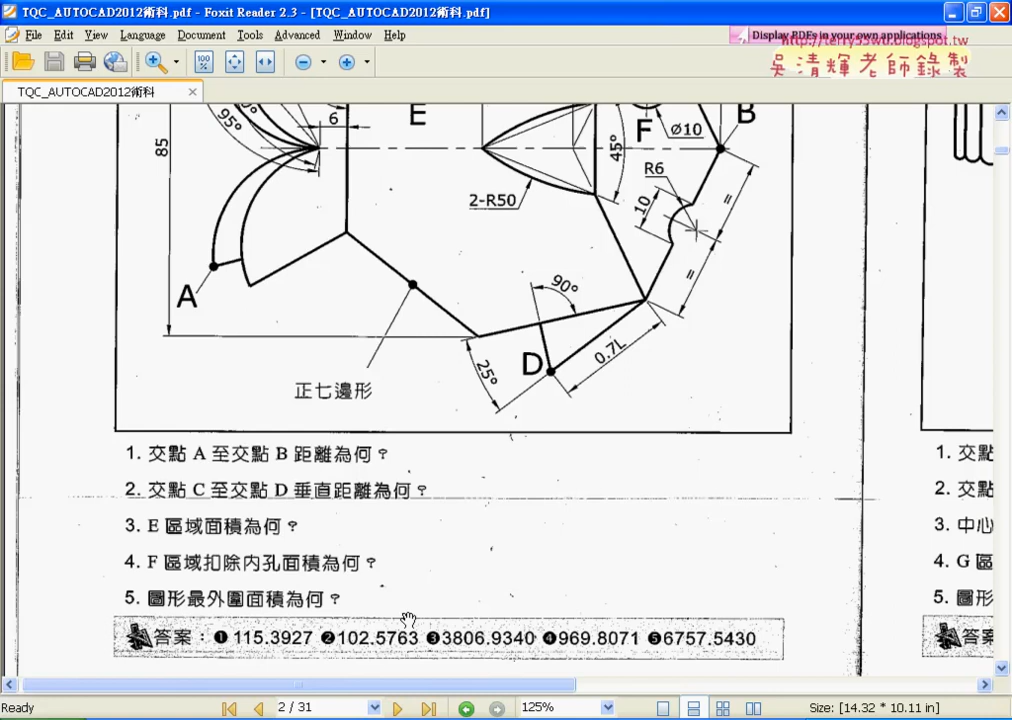 TQC_AUTOCAD2012術科.pdf - Foxit Reader 2.3 - [TQC_AUTOCAD2012術科.pdf]
File Edit View Language Document Tools Advanced Window Help
Display PDFs in your own applications
http://terry55wu.blogspot.tw
吳清輝老師錄製
TQC_AUTOCAD2012術科
6
E
F
Ø10
B
95°
85
45°
R6
10
2-R50
=
=
A
90°
D
0.7L
25°
正七邊形
1. 交點 A 至交點 B 距離為何？
2. 交點 C 至交點 D 垂直距離為何？
3. E 區域面積為何？
4. F 區域扣除內孔面積為何？
5. 圖形最外圍面積為何？
答案：❶115.3927 ❷102.5763 ❸3806.9340 ❹969.8071 ❺6757.5430
1. 交點
2. 交點
3. 中心
4. G 區
5. 圖形
答案
Ready
2 / 31
125%
Size: [14.32 * 10.11 in]